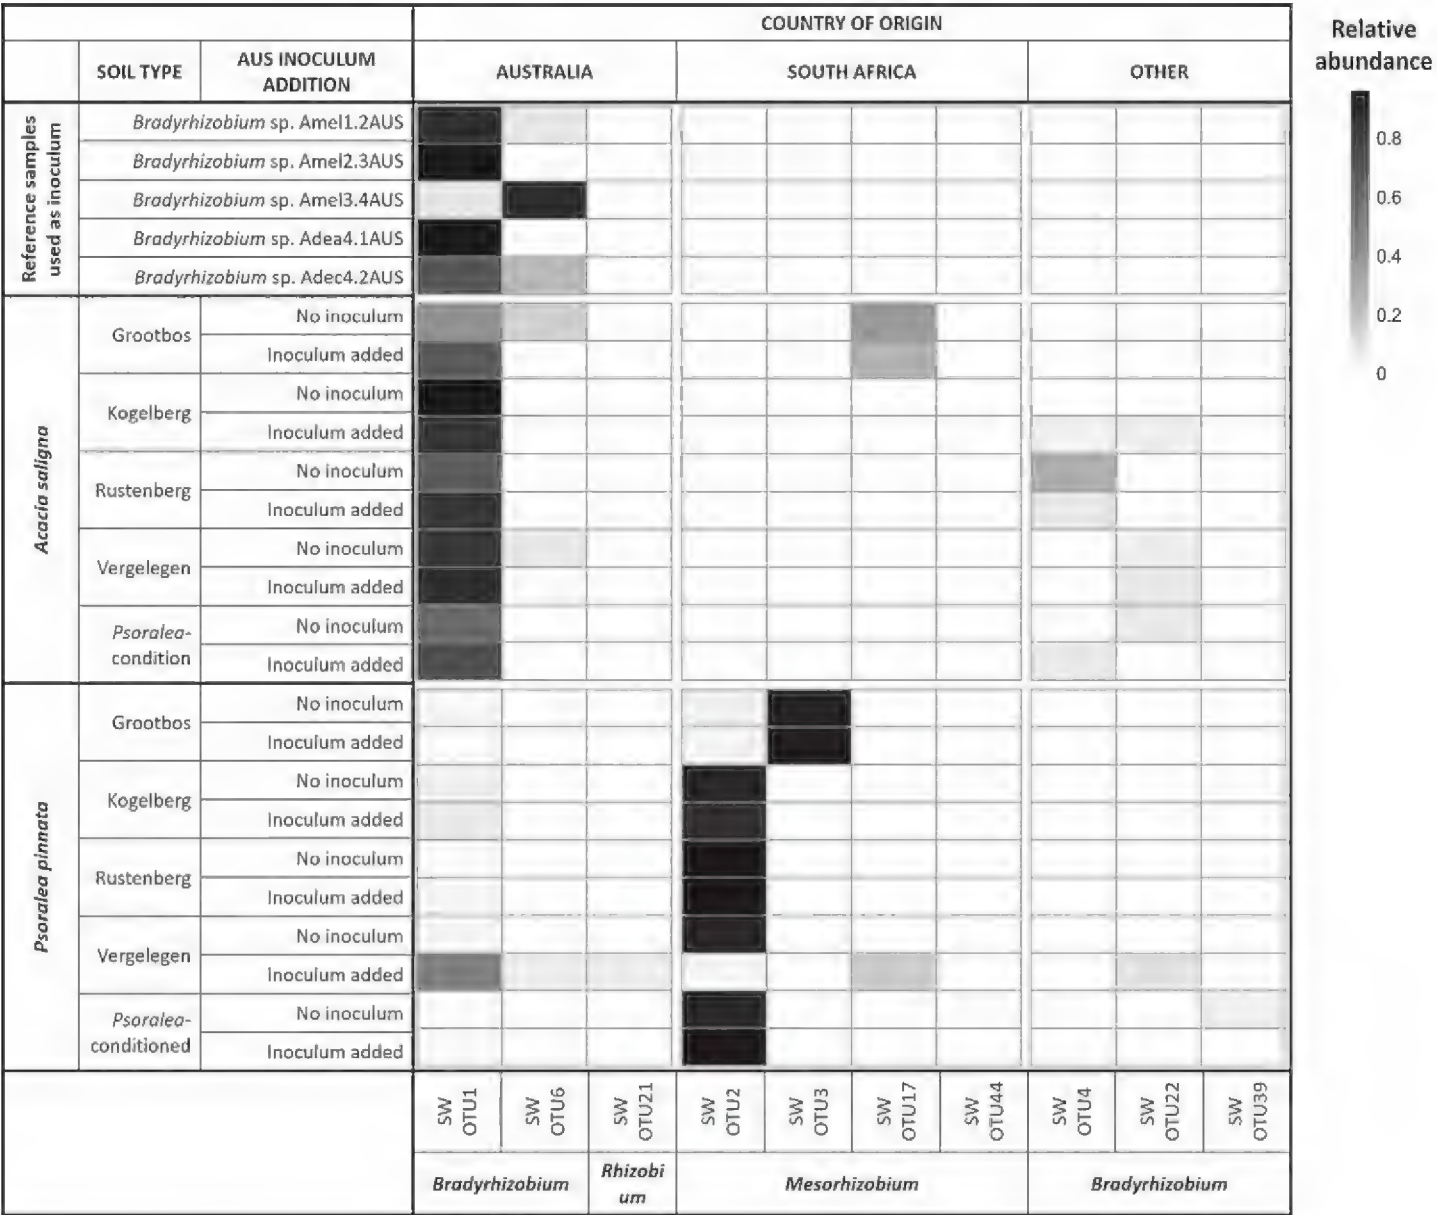 COUNTRY OF ORIGIN
Relative
abundance
SOIL TYPE
AUS INOCULUM
ADDITION
AUSTRALIA
SOUTH AFRICA
OTHER
Reference samples
used as inoculum
Bradyrhizobium sp. Amel1.2AUS
Bradyrhizobium sp. Amel2.3AUS
Bradyrhizobium sp. Amel3.4AUS
Bradyrhizobium sp. Adea4.1AUS
Bradyrhizobium sp. Adec4.2AUS
0.8
0.6
0.4
0.2
0
Acacia saligna
Grootbos
No inoculum
Inoculum added
Kogelberg
No inoculum
Inoculum added
Rustenberg
No inoculum
Inoculum added
Vergelegen
No inoculum
Inoculum added
Psoralea-
condition
No inoculum
Inoculum added
Psoralea pinnata
Grootbos
No inoculum
Inoculum added
Kogelberg
No inoculum
Inoculum added
Rustenberg
No inoculum
Inoculum added
Vergelegen
No inoculum
Inoculum added
Psoralea-
conditioned
No inoculum
Inoculum added
SW
OTU1
SW
OTU6
SW
OTU21
SW
OTU2
SW
OTU3
SW
OTU17
SW
OTU44
SW
OTU4
SW
OTU22
SW
OTU39
Bradyrhizobium
Rhizobi
um
Mesorhizobium
Bradyrhizobium